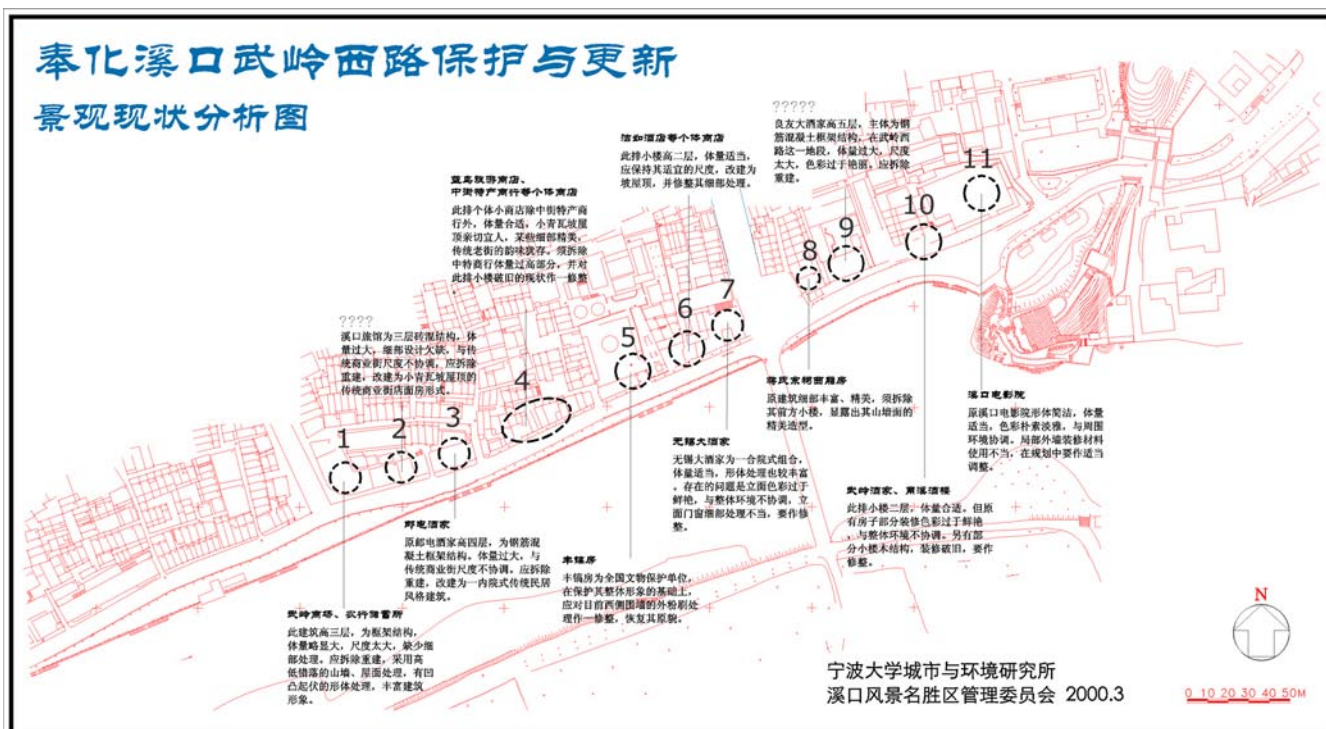 奉化溪口武岭西路保护与更新
景观现状分析图
蓝鸟旅游商店、
中街特产商行等个体商店
此排个体小商店除中街特产商
行外，体量合适，小青瓦坡屋
顶亲切宜人，某些细部精美，
传统老街的韵味犹存。须拆除
中特商行体量过高部分，并对
此排小楼破旧的现状作一修整
。
????
溪口旅馆为三层砖混结构，体
量过大，细部设计欠缺，与传
统商业街尺度不协调，应拆除
重建，改建为小青瓦坡屋顶的
传统商业街店面房形式。
洁如酒店等个体商店
此排小楼高二层，体量适当，
应保持其适宜的尺度，改建为
坡屋顶，并修整其细部处理。
?????
良友大酒家高五层，主体为钢
筋混凝土框架结构，在武岭西
路这一地段，体量过大，尺度
太大，色彩过于艳丽，应拆除
重建。
1
2
3
4
5
6
7
8
9
10
11
武岭商场、农行储蓄所
此建筑高三层，为框架结构，
体量略显大，尺度太大，缺少细
部处理。应拆除重建，采用高
低错落的山墙、屋面处理，有凹
凸起伏的形体处理，丰富建筑
形象。
邮电酒家
原邮电酒家高四层，为钢筋混
凝土框架结构。体量过大，与
传统商业街尺度不协调。应拆除
重建，改建为一内院式传统民居
风格建筑。
丰镐房
丰镐房为全国文物保护单位，
在保护其整体形象的基础上，
应对目前西侧围墙的外粉刷处
理作一修整，恢复其原貌。
无锡大酒家
无锡大酒家为一合院式组合，
体量适当，形体处理也较丰富
。存在的问题是立面色彩过于
鲜艳，与整体环境不协调，立
面门窗细部处理不当，要作修
整。
蒋氏宗祠西厢房
原建筑细部丰富、精美，须拆除
其前方小楼，显露出其山墙面的
精美造型。
武岭酒家、甬溪酒楼
此排小楼二层，体量合适。但原
有房子部分装修色彩过于鲜艳
，与整体环境不协调。另有部
分小楼木结构，装修破旧，要作
修整。
溪口电影院
原溪口电影院形体简洁，体量
适当，色彩朴素淡雅，与周围
环境协调。局部外墙装修材料
使用不当，在规划中要作适当
调整。
N
宁波大学城市与环境研究所
溪口风景名胜区管理委员会 2000.3
0 10 20 30 40 50M